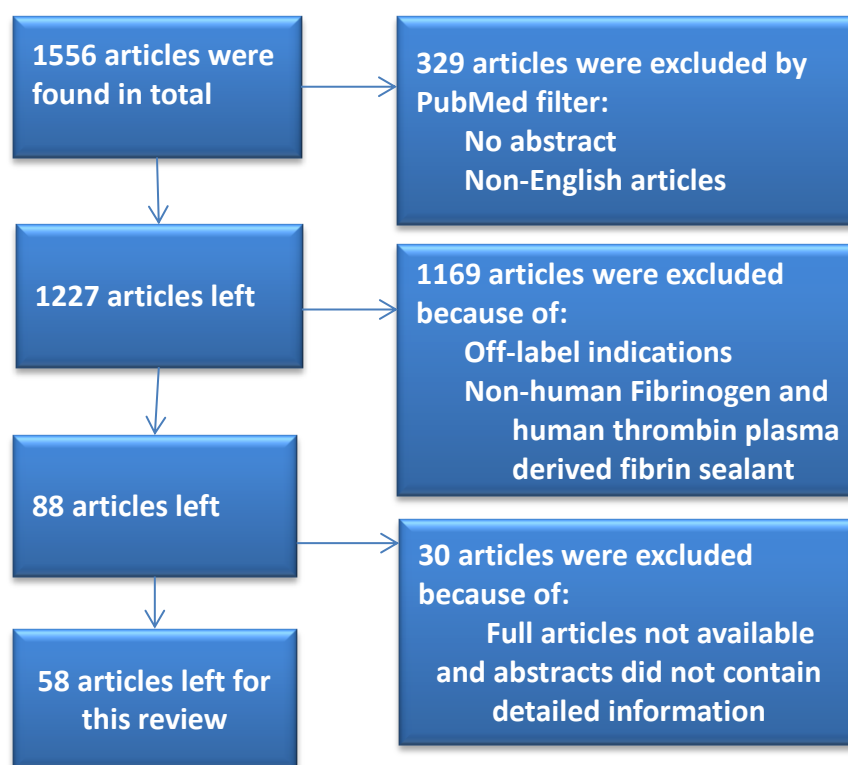 1556 articles were
found in total
329 articles were excluded by
PubMed filter:
No abstract
Non-English articles
1227 articles left
1169 articles were excluded
because of:
Off-label indications
Non-human Fibrinogen and
human thrombin plasma
derived fibrin sealant
88 articles left
30 articles were excluded
because of:
Full articles not available
and abstracts did not contain
detailed information
58 articles left for
this review